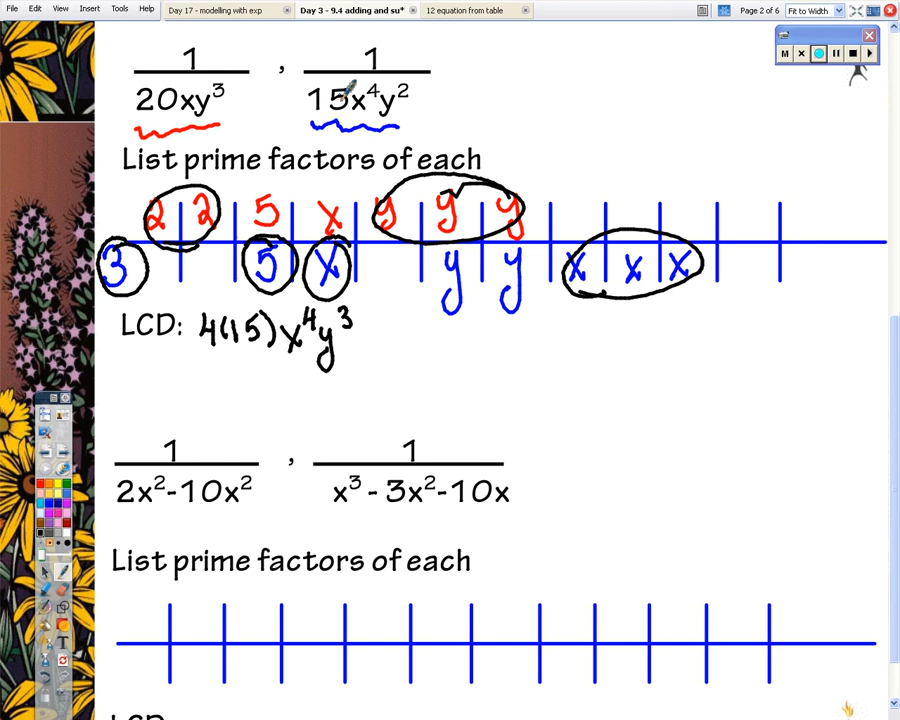 File Edit View Insert Tools Help Day 17 - modelling with exp Day 3 - 9.4 adding and su* 12 equation from table Page 2 of 6 Fit to Width
M
1 , 1
20xy³ 15x⁴y²
List prime factors of each
2 2 5 x y y y
3 5 x y y x x x
LCD: 4(15)x⁴y³
1 , 1
2x²-10x² x³ - 3x²-10x
List prime factors of each
T